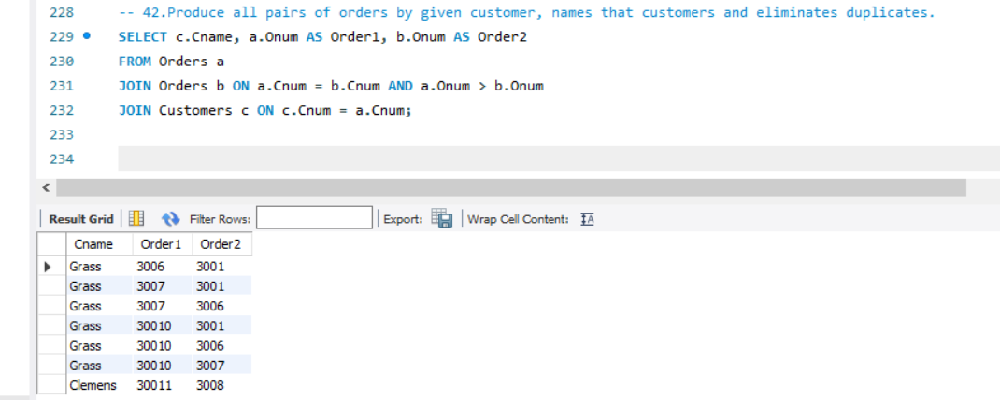 228 -- 42.Produce all pairs of orders by given customer, names that customers and eliminates duplicates.
229 SELECT c.Cname, a.Onum AS Order1, b.Onum AS Order2
230 FROM Orders a
231 JOIN Orders b ON a.Cnum = b.Cnum AND a.Onum > b.Onum
232 JOIN Customers c ON c.Cnum = a.Cnum;
233
234
Result Grid Filter Rows: Export: Wrap Cell Content: IA
Cname Order1 Order2
Grass 3006 3001
Grass 3007 3001
Grass 3007 3006
Grass 30010 3001
Grass 30010 3006
Grass 30010 3007
Clemens 30011 3008